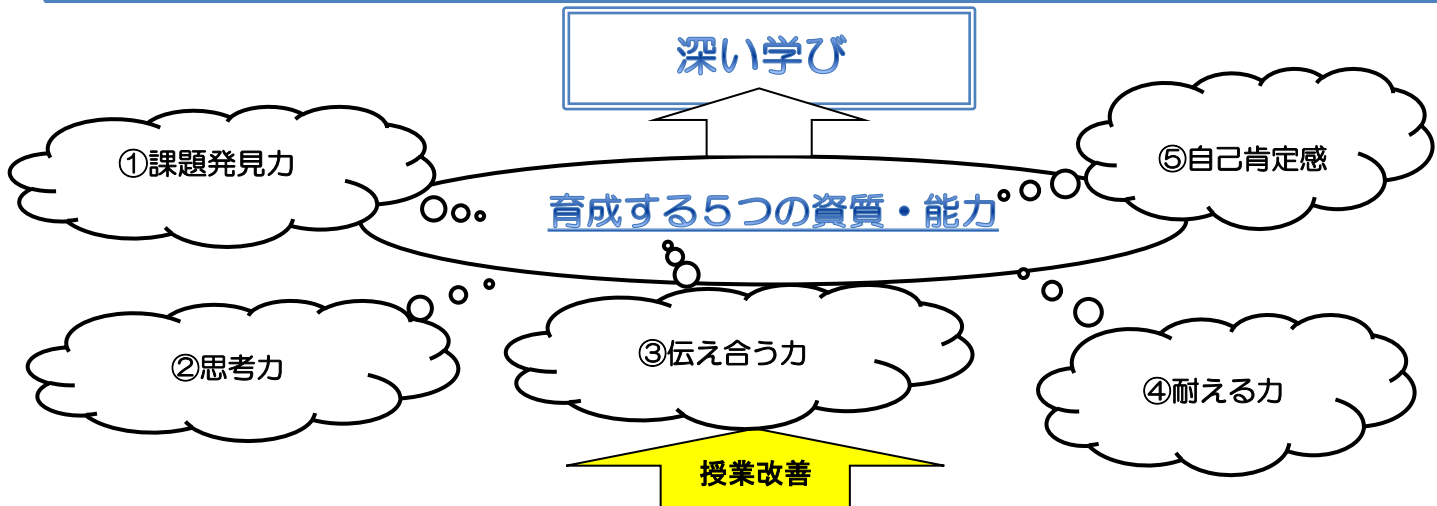 深い学び
①課題発見力
⑤自己肯定感
育成する５つの資質・能力
②思考力
③伝え合う力
④耐える力
授業改善